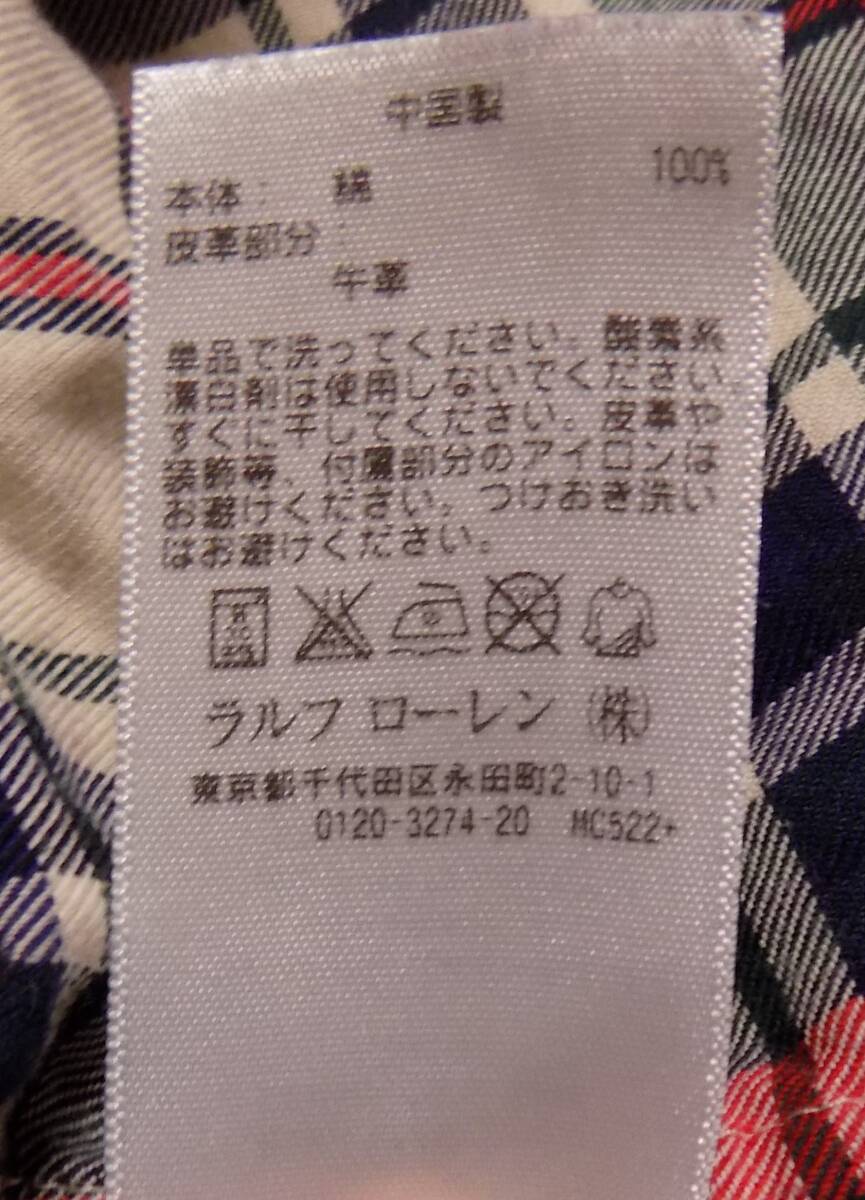 中国製
本体： 綿 100%
皮革部分：
牛革
単品で洗ってください。酸素系
漂白剤は使用しないでください。
すぐに干してください。皮革や
装飾等、付属部分のアイロンは
お避けください。つけおき洗い
はお避けください。
ラルフ ローレン（株）
東京都千代田区永田町2-10-1
0120-3274-20 MC522+